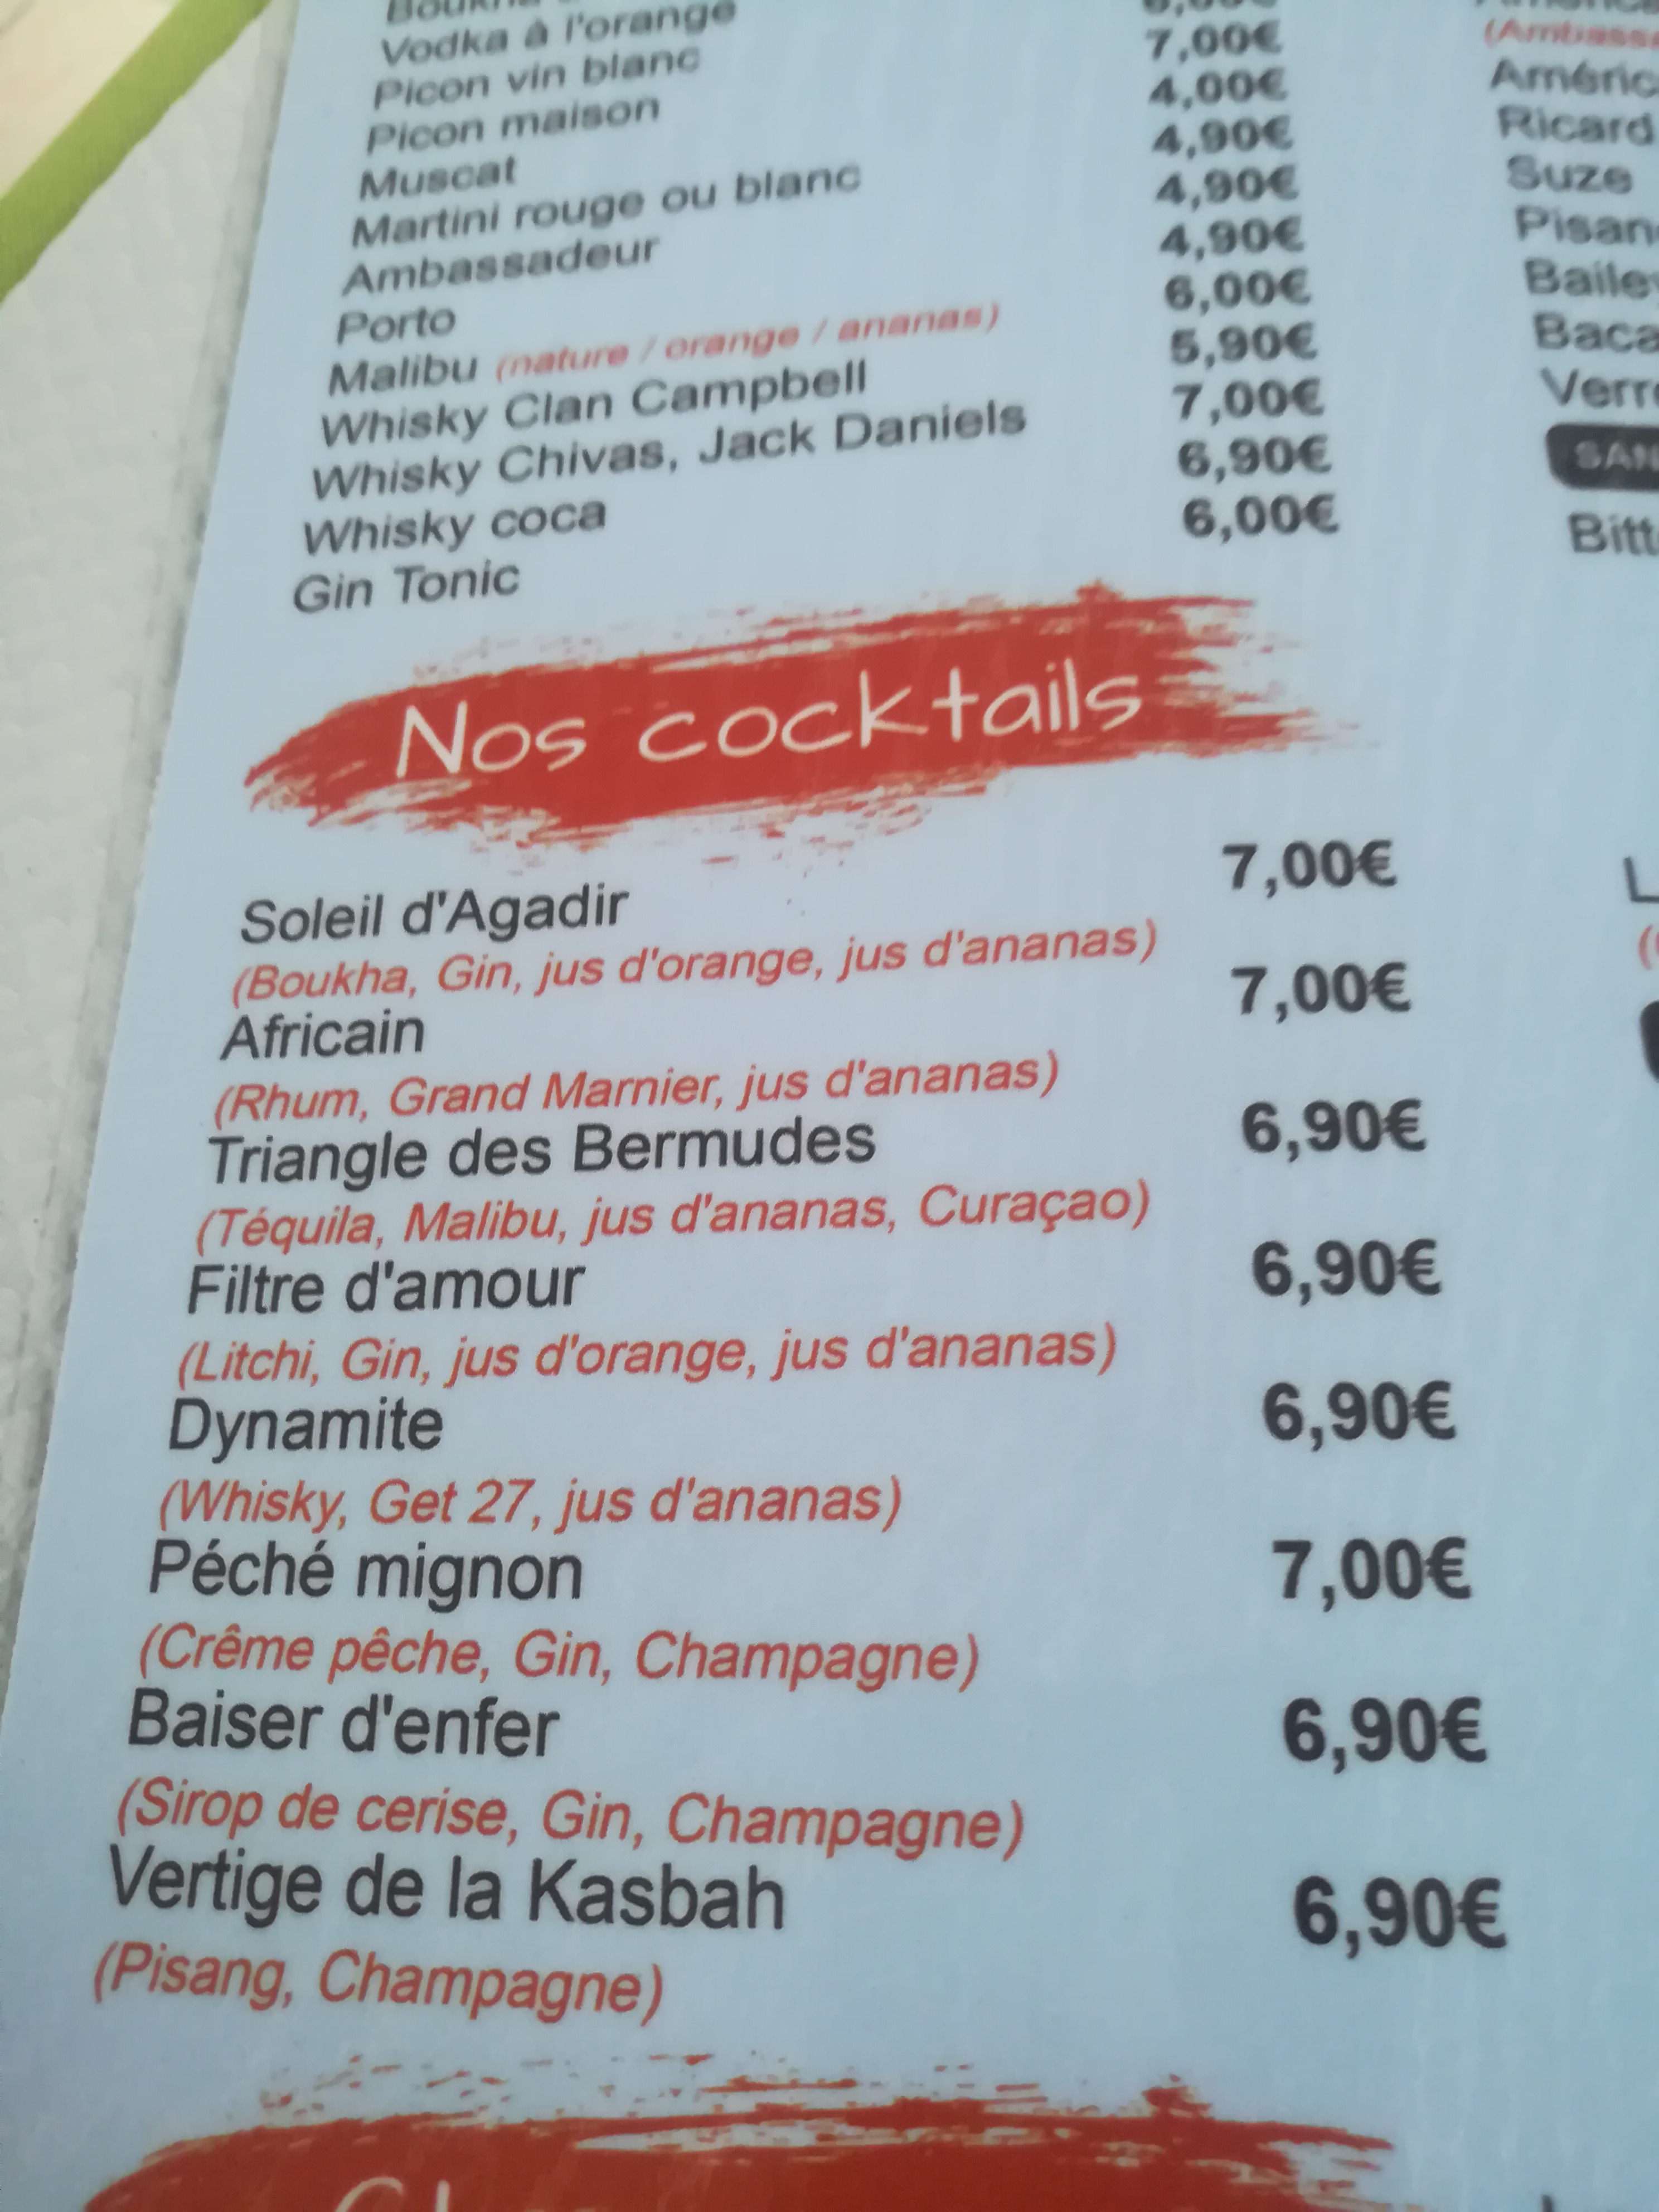 Vodka à l'orange
Picon vin blanc 7,00€
Picon maison 4,00€
Muscat 4,90€
Martini rouge ou blanc 4,90€
Ambassadeur 4,90€
Porto 6,00€
Malibu (nature / orange / ananas) 5,90€
Whisky Clan Campbell 7,00€
Whisky Chivas, Jack Daniels 6,90€
Whisky coca 6,00€
Gin Tonic
Nos cocktails
Soleil d'Agadir 7,00€
(Boukha, Gin, jus d'orange, jus d'ananas)
Africain 7,00€
(Rhum, Grand Marnier, jus d'ananas)
Triangle des Bermudes 6,90€
(Téquila, Malibu, jus d'ananas, Curaçao)
Filtre d'amour 6,90€
(Litchi, Gin, jus d'orange, jus d'ananas)
Dynamite 6,90€
(Whisky, Get 27, jus d'ananas)
Péché mignon 7,00€
(Crême pêche, Gin, Champagne)
Baiser d'enfer 6,90€
(Sirop de cerise, Gin, Champagne)
Vertige de la Kasbah 6,90€
(Pisang, Champagne)
Ricard
Suze